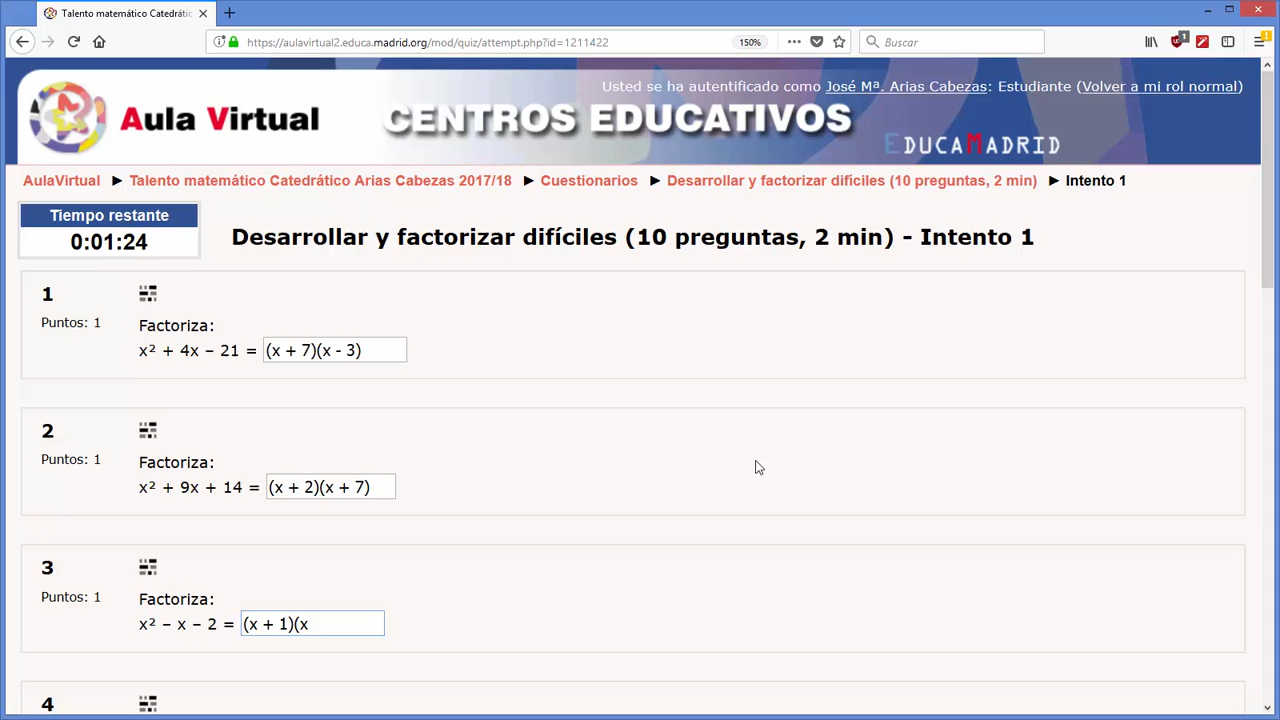 Talento matemático Catedrátic
https://aulavirtual2.educa.madrid.org/mod/quiz/attempt.php?id=1211422
150%
Buscar
1
Usted se ha autentificado como José Mª. Arias Cabezas: Estudiante (Volver a mi rol normal)
Aula Virtual
CENTROS EDUCATIVOS
EDUCAMADRID
AulaVirtual ► Talento matemático Catedrático Arias Cabezas 2017/18 ► Cuestionarios ► Desarrollar y factorizar difíciles (10 preguntas, 2 min) ► Intento 1
Tiempo restante
0:01:24
Desarrollar y factorizar difíciles (10 preguntas, 2 min) - Intento 1
1
Puntos: 1
Factoriza:
x² + 4x – 21 = (x + 7)(x - 3)
2
Puntos: 1
Factoriza:
x² + 9x + 14 = (x + 2)(x + 7)
3
Puntos: 1
Factoriza:
x² – x – 2 = (x + 1)(x
4